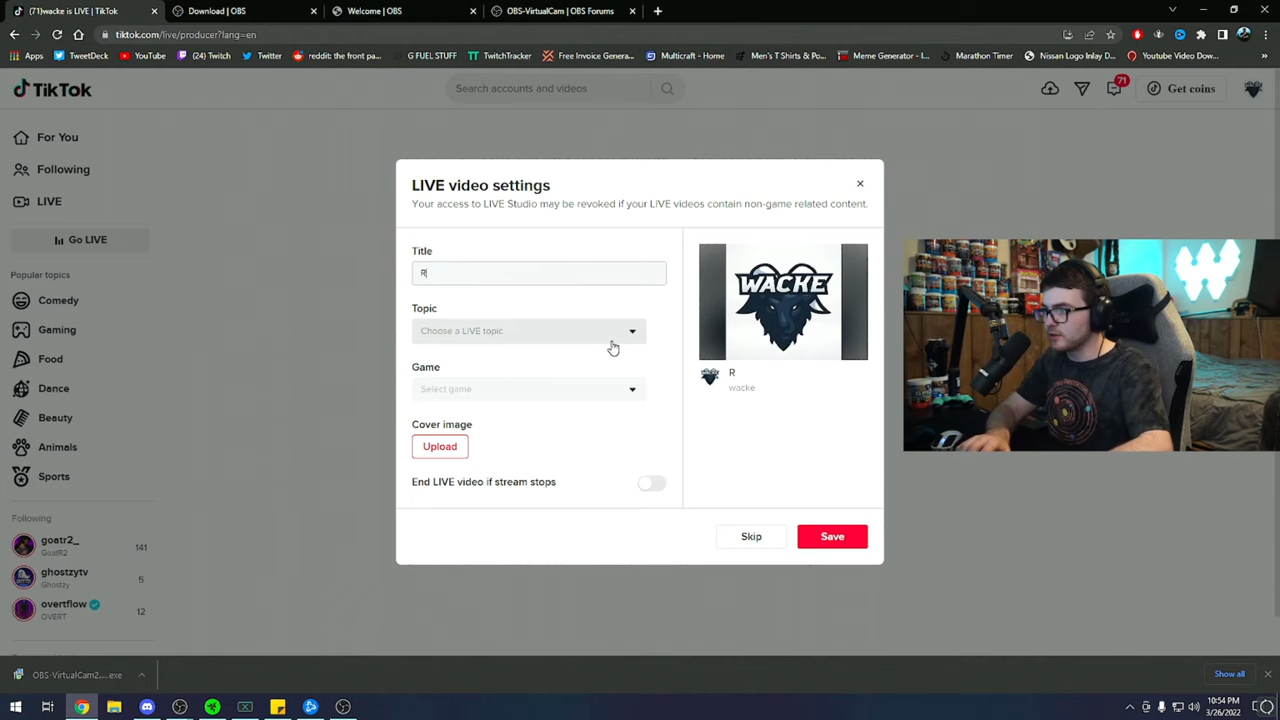 (71)wacke is LIVE | TikTok
Download | OBS
Welcome | OBS
OBS-VirtualCam | OBS Forums
tiktok.com/live/producer?lang=en
Apps
TweetDeck
YouTube
(24) Twitch
Twitter
reddit: the front pa...
G FUEL STUFF
TwitchTracker
Free Invoice Genera...
Multicraft - Home
Men's T Shirts & Po...
Meme Generator - I...
Marathon Timer
Nissan Logo Inlay D...
Youtube Video Dow...
TikTok
Search accounts and videos
71
Get coins
For You
Following
LIVE
Go LIVE
Popular topics
Comedy
Gaming
Food
Dance
Beauty
Animals
Sports
Following
goatr2_
GoatR2
141
ghostzytv
Ghostzy
5
overtflow
OVERT
12
LIVE video settings
Your access to LIVE Studio may be revoked if your LIVE videos contain non-game related content.
Title
R
Topic
Choose a LIVE topic
Game
Select game
Cover image
Upload
End LIVE video if stream stops
WACKE
R
wacke
Skip
Save
OBS-VirtualCam2....exe
Show all
10:54 PM
3/26/2022